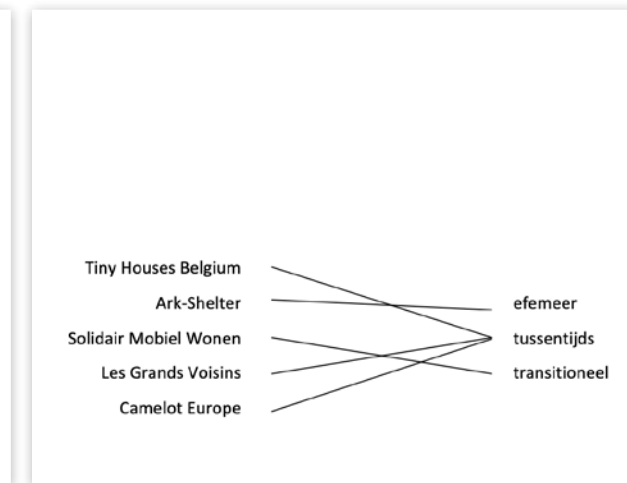 Tiny Houses Belgium
Ark-Shelter
Solidair Mobiel Wonen
Les Grands Voisins
Camelot Europe
efemeer
tussentijds
transitioneel